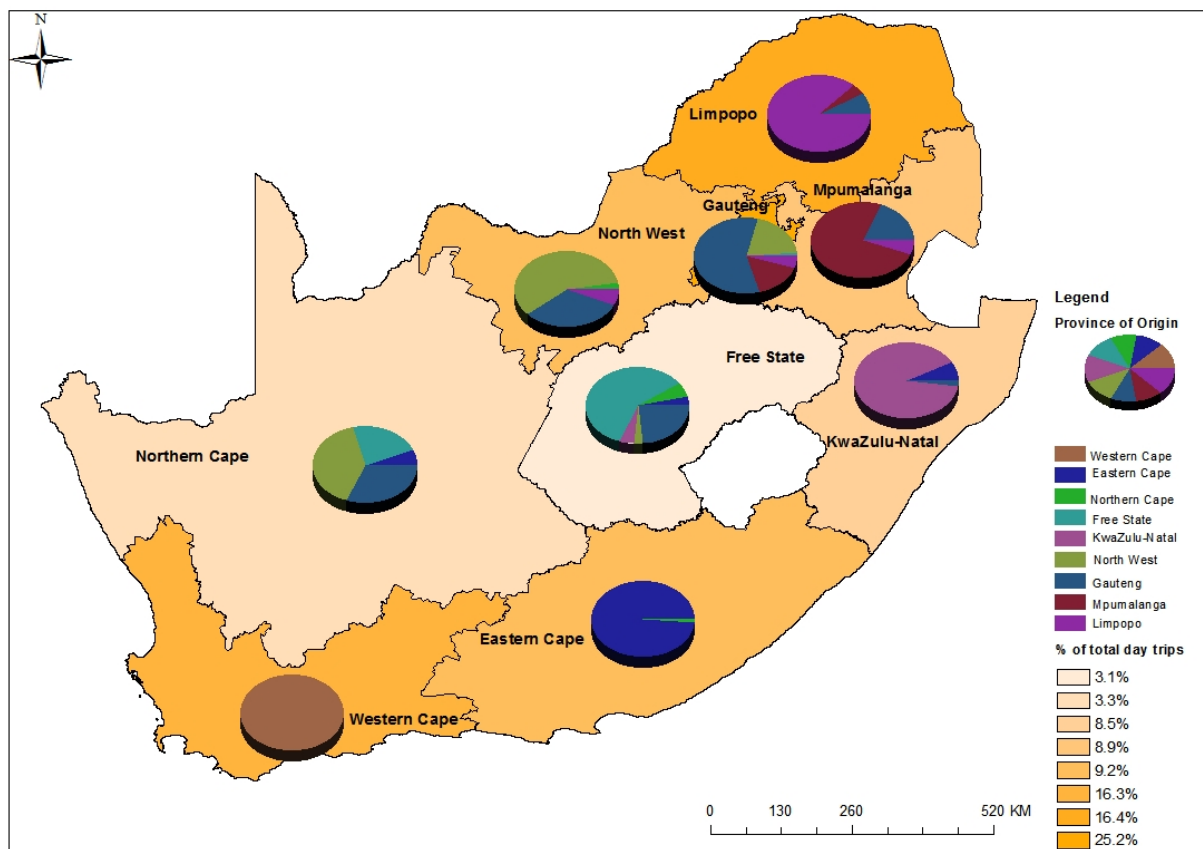 N
Limpopo
Mpumalanga
Gauteng
North West
Legend
Province of Origin
Free State
KwaZulu-Natal
Northern Cape
Western Cape
Eastern Cape
Northern Cape
Free State
KwaZulu-Natal
North West
Gauteng
Mpumalanga
Limpopo
Eastern Cape
Western Cape
% of total day trips
3.1%
3.3%
8.5%
8.9%
9.2%
16.3%
16.4%
25.2%
0 130 260 520 KM